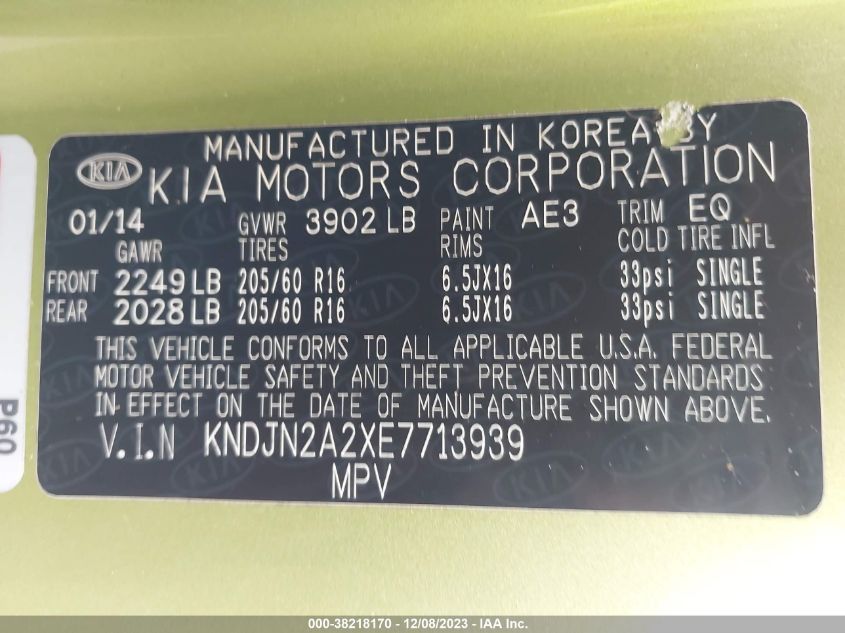 MANUFACTURED IN KOREA BY
KIA KIA MOTORS CORPORATION
01/14 GVWR 3902 LB PAINT AE3 TRIM EQ
GAWR TIRES RIMS COLD TIRE INFL
FRONT 2249 LB 205/60 R16 6.5JX16 33psi SINGLE
REAR 2028 LB 205/60 R16 6.5JX16 33psi SINGLE
THIS VEHICLE CONFORMS TO ALL APPLICABLE U.S.A. FEDERAL
MOTOR VEHICLE SAFETY AND THEFT PREVENTION STANDARDS
IN EFFECT ON THE DATE OF MANUFACTURE SHOWN ABOVE.
V.I.N KNDJN2A2XE7713939
MPV
P60
000-38218170 - 12/08/2023 - IAA Inc.